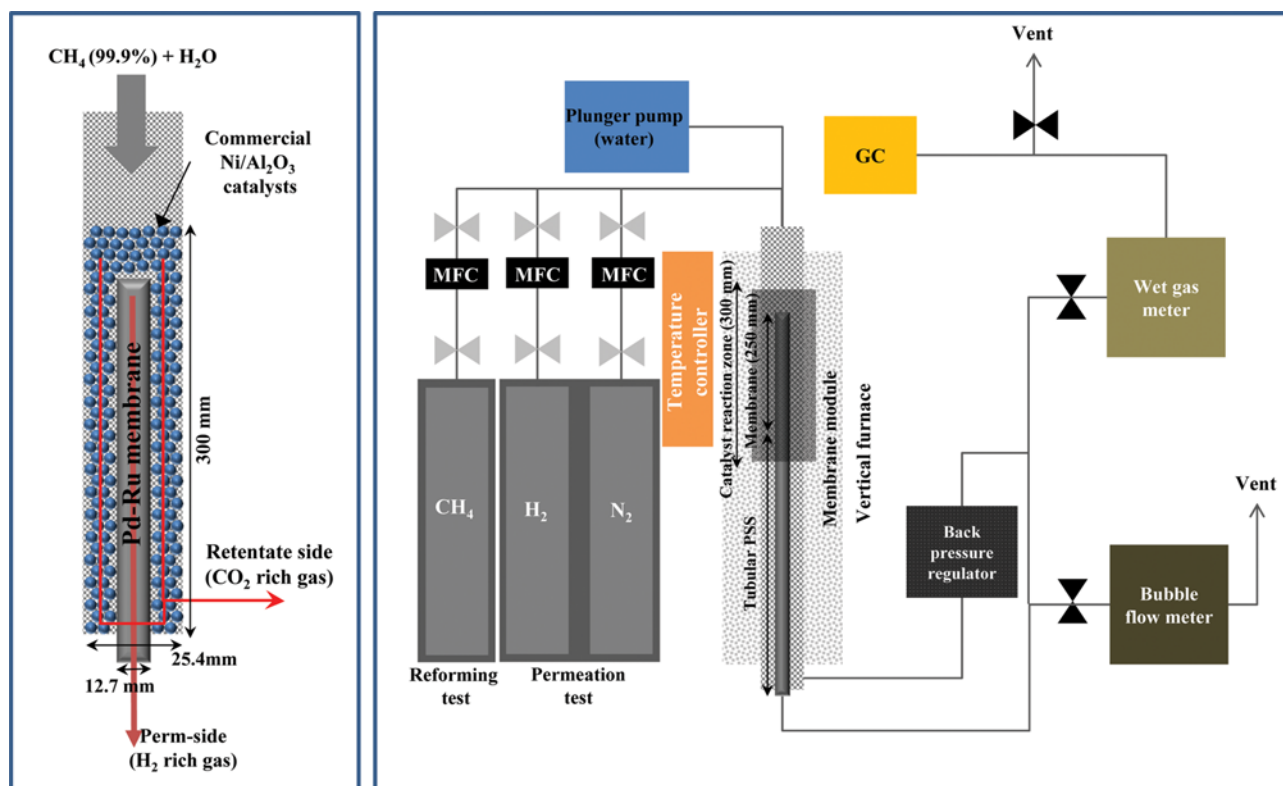 CH₄ (99.9%) + H₂O
Commercial
Ni/Al₂O₃
catalysts
Pd-Ru membrane
300 mm
Retentate side
(CO₂ rich gas)
25.4mm
12.7 mm
Perm-side
(H₂ rich gas)
Vent
Plunger pump
(water)
GC
MFC
MFC
MFC
Temperature
controller
Catalyst reaction zone (300 mm)
Membrane (250 mm)
Tubular PSS
Membrane module
Vertical furnace
Wet gas
meter
CH₄
H₂
N₂
Back
pressure
regulator
Vent
Bubble
flow meter
Reforming
test
Permeation
test